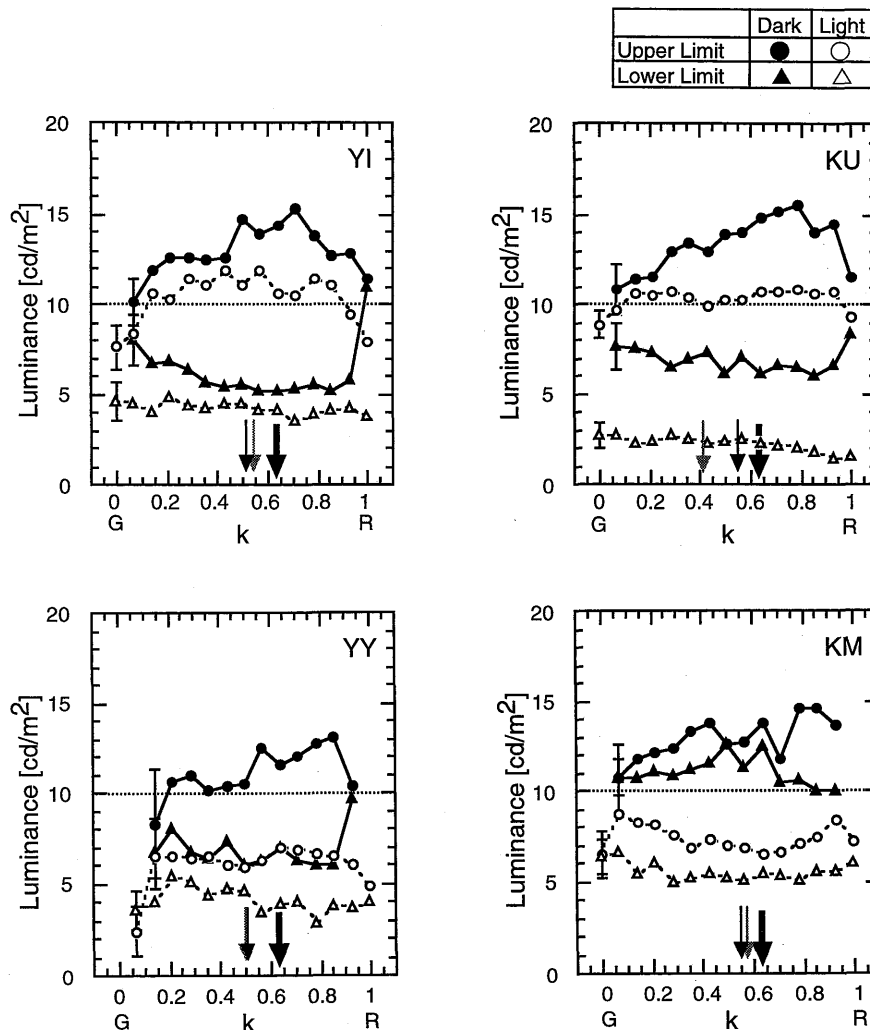 Dark Light
Upper Limit
Lower Limit
20
15
10
5
0
Luminance [cd/m²]
YI
0 0.2 0.4 0.6 0.8 1
G R
k
20
15
10
5
0
Luminance [cd/m²]
KU
0 0.2 0.4 0.6 0.8 1
G R
k
20
15
10
5
0
Luminance [cd/m²]
YY
0 0.2 0.4 0.6 0.8 1
G k R
20
15
10
5
0
Luminance [cd/m²]
KM
0 0.2 0.4 0.6 0.8 1
G k R